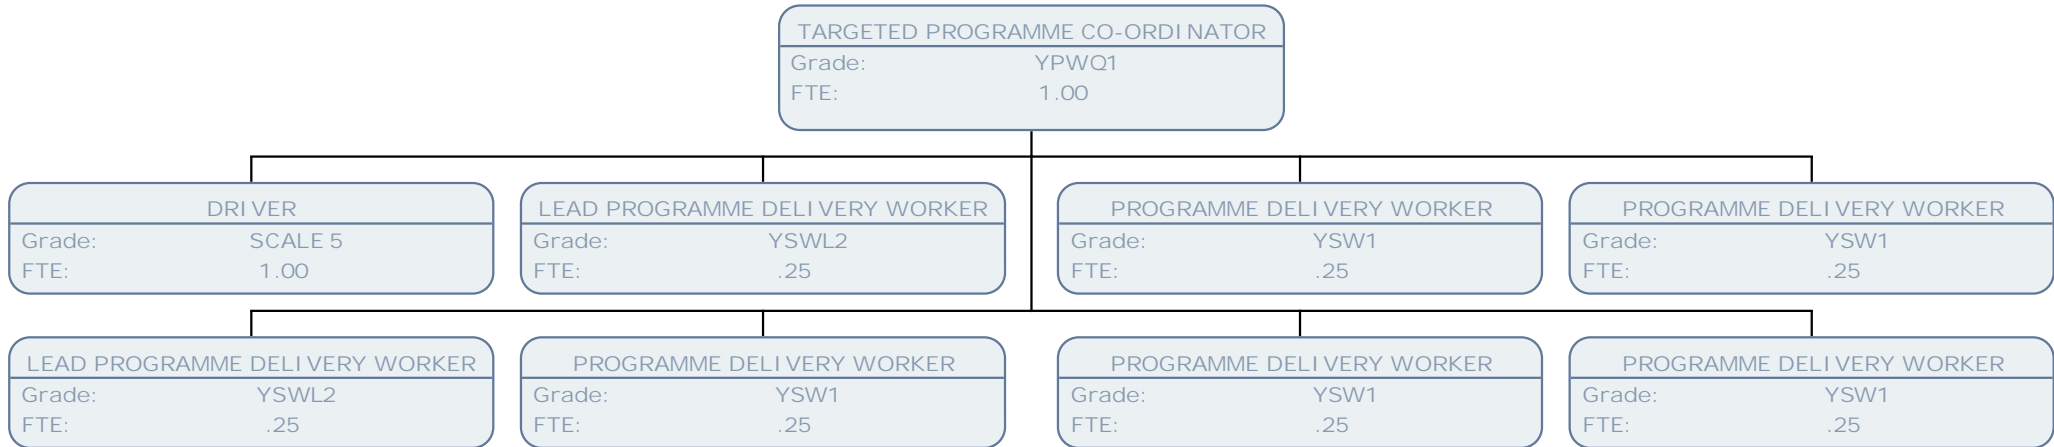 TARGETED PROGRAMME CO-ORDINATOR
Grade: YPWQ1
FTE: 1.00
DRIVER
Grade: SCALE 5
FTE: 1.00
LEAD PROGRAMME DELIVERY WORKER
Grade: YSWL2
FTE: .25
PROGRAMME DELIVERY WORKER
Grade: YSW1
FTE: .25
PROGRAMME DELIVERY WORKER
Grade: YSW1
FTE: .25
LEAD PROGRAMME DELIVERY WORKER
Grade: YSWL2
FTE: .25
PROGRAMME DELIVERY WORKER
Grade: YSW1
FTE: .25
PROGRAMME DELIVERY WORKER
Grade: YSW1
FTE: .25
PROGRAMME DELIVERY WORKER
Grade: YSW1
FTE: .25